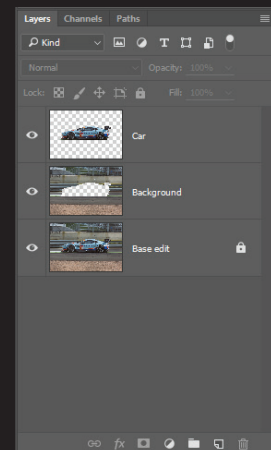 Layers Channels Paths
Kind
Normal Opacity: 100%
Lock: Fill: 100%
Car
Background
Base edit
fx